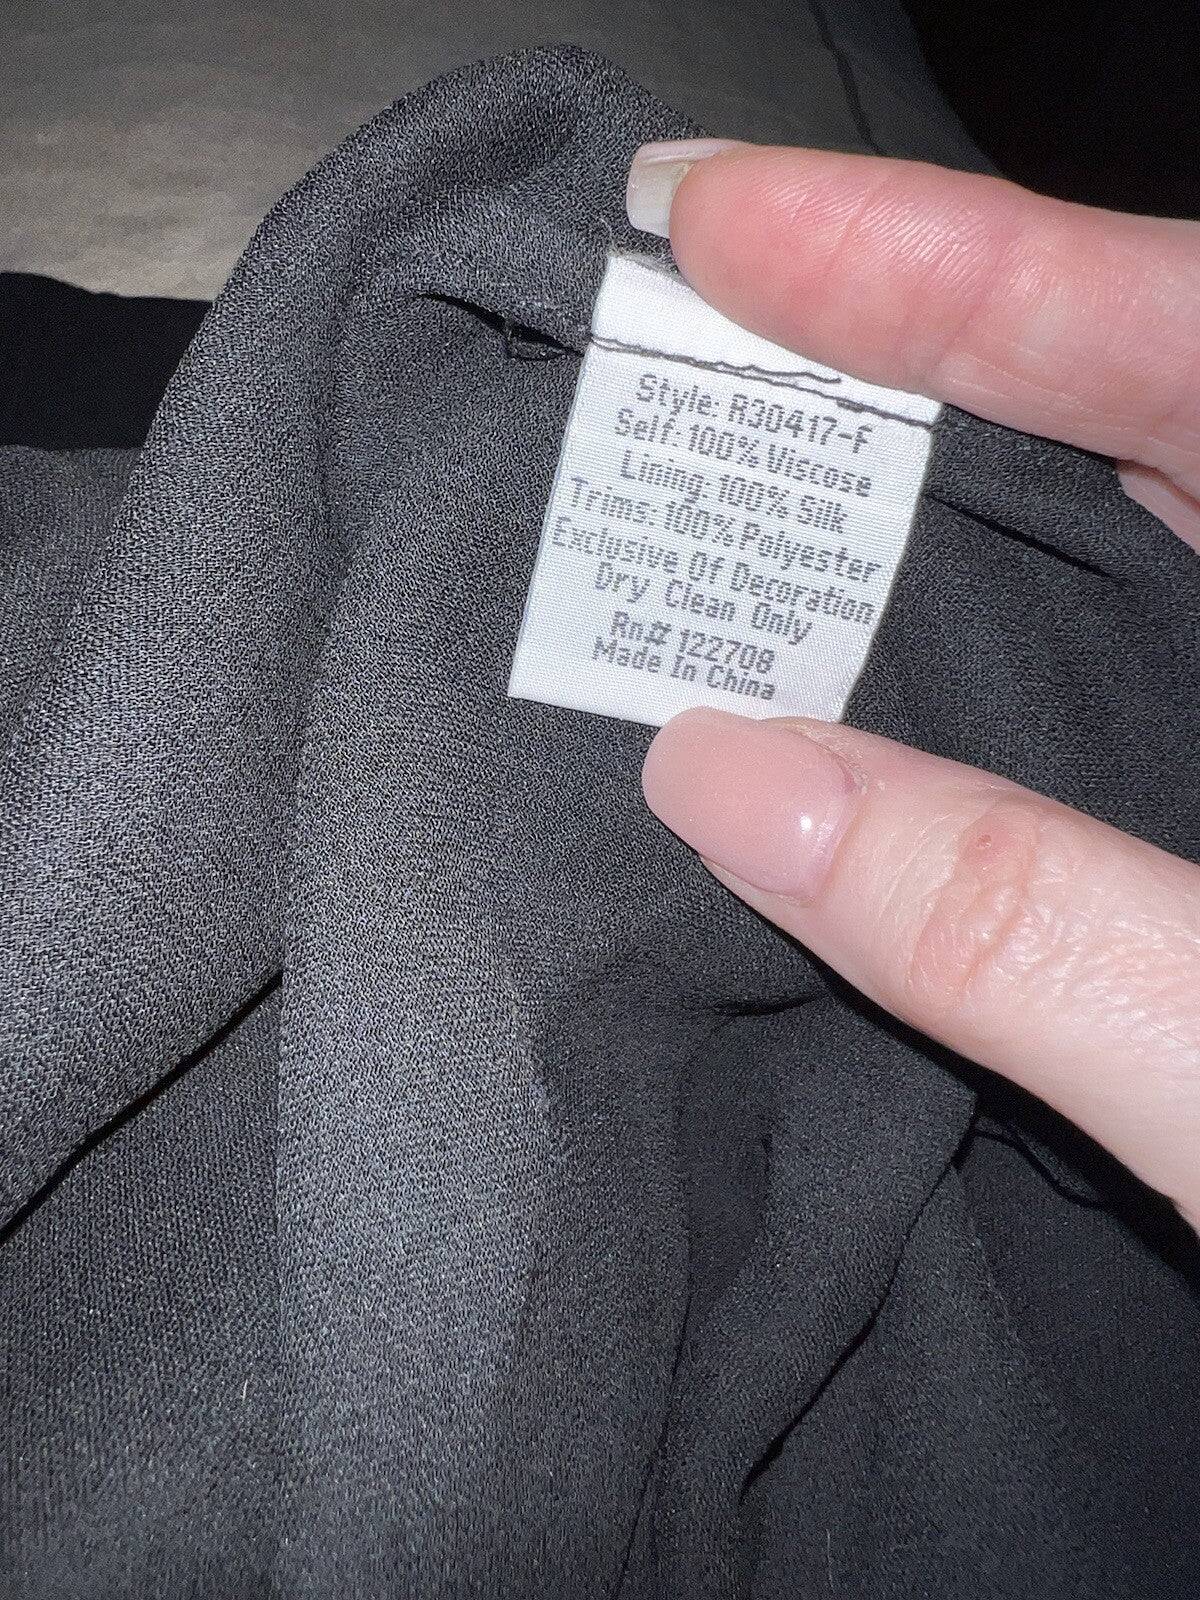 Style: R30417-F
Self: 100% Viscose
Lining: 100% Silk
Trims: 100% Polyester
Exclusive Of Decoration
Dry Clean Only
Rn# 122708
Made In China